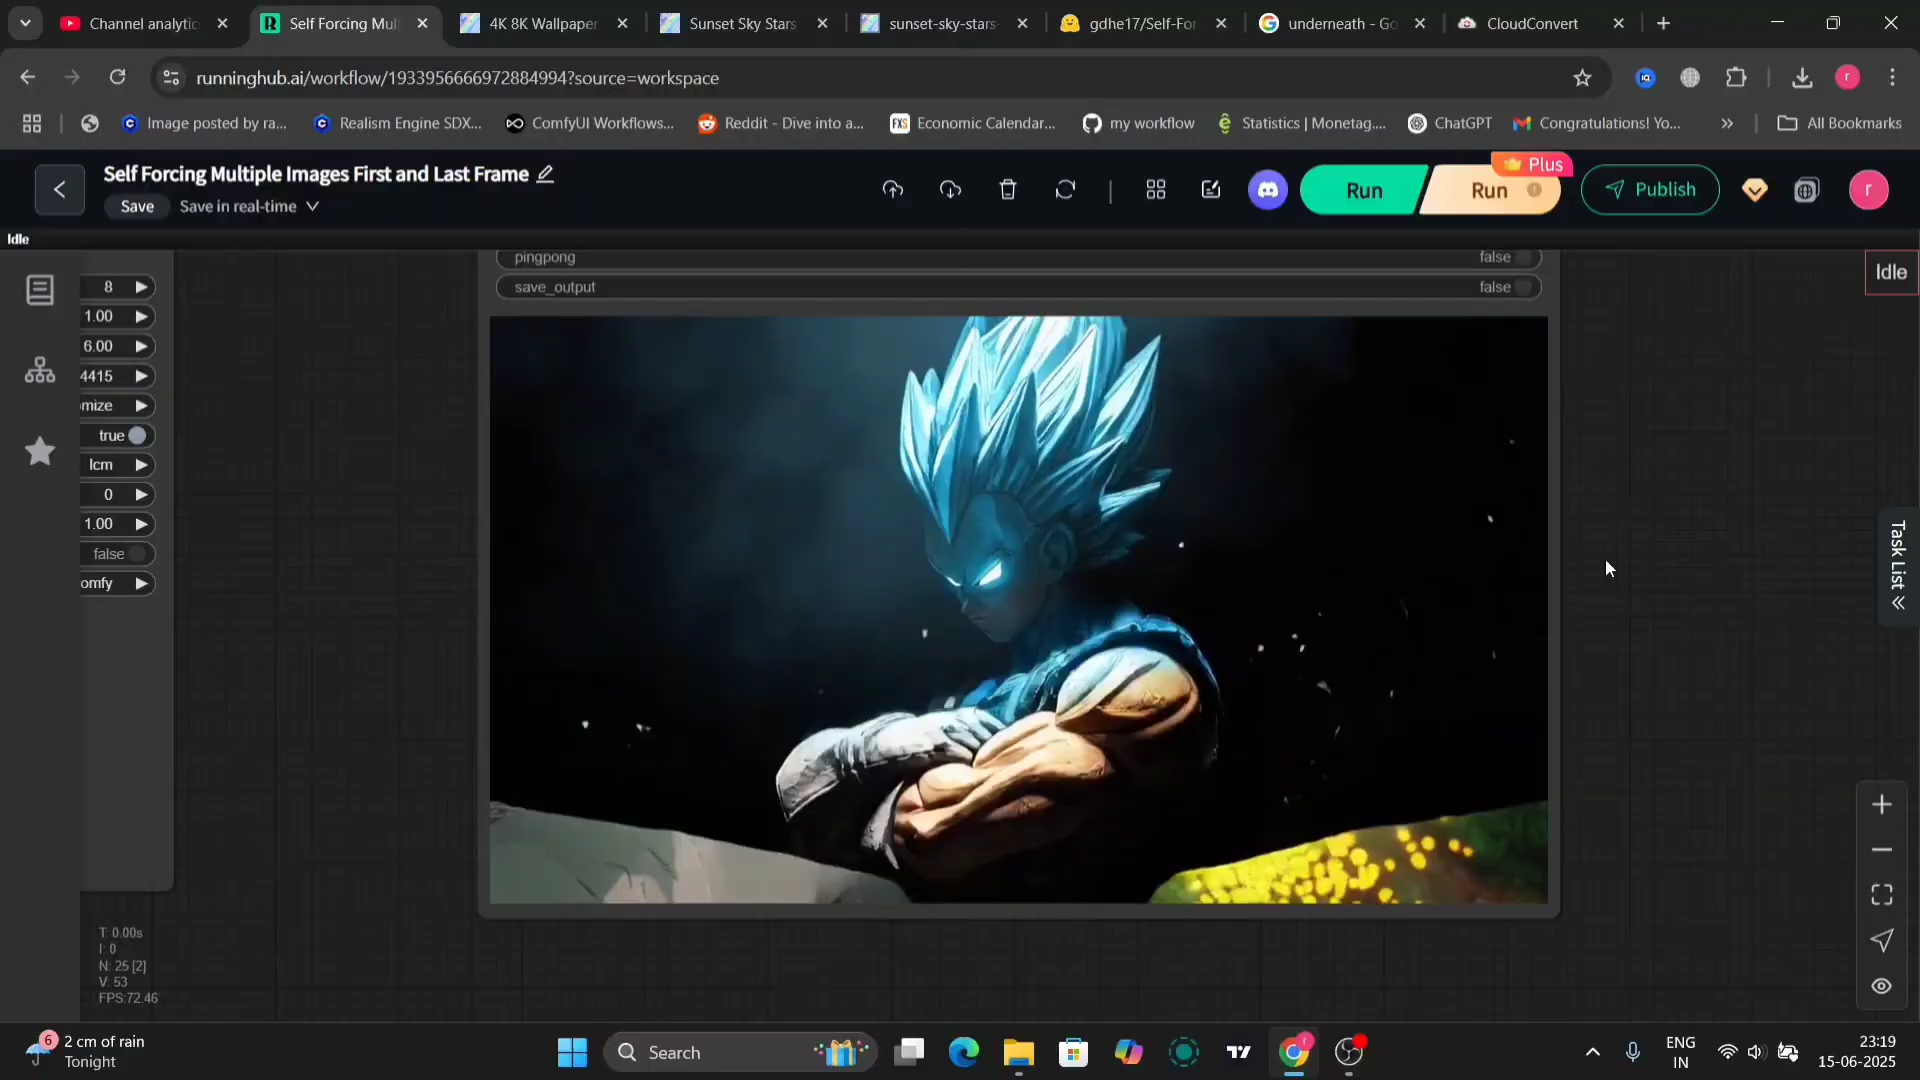 Channel analytic
Self Forcing Mul
4K 8K Wallpaper
Sunset Sky Stars
sunset-sky-stars-
gdhe17/Self-For
underneath - Go
CloudConvert
runninghub.ai/workflow/1933956666972884994?source=workspace
Image posted by ra...
Realism Engine SDX...
ComfyUI Workflows...
Reddit - Dive into a...
Economic Calendar...
my workflow
Statistics | Monetag....
ChatGPT
Congratulations! Yo...
All Bookmarks
Self Forcing Multiple Images First and Last Frame
Save
Save in real-time
Run
Run
Plus
Publish
Idle
Idle
pingpong false
save_output false
8
1.00
6.00
4415
omize
true
lcm
0
1.00
false
omfy
Task List
T: 0.00s
I: 0
N: 25 [2]
V: 53
FPS:72.46
6
2 cm of rain
Tonight
Search
ENG
IN
23:19
15-06-2025